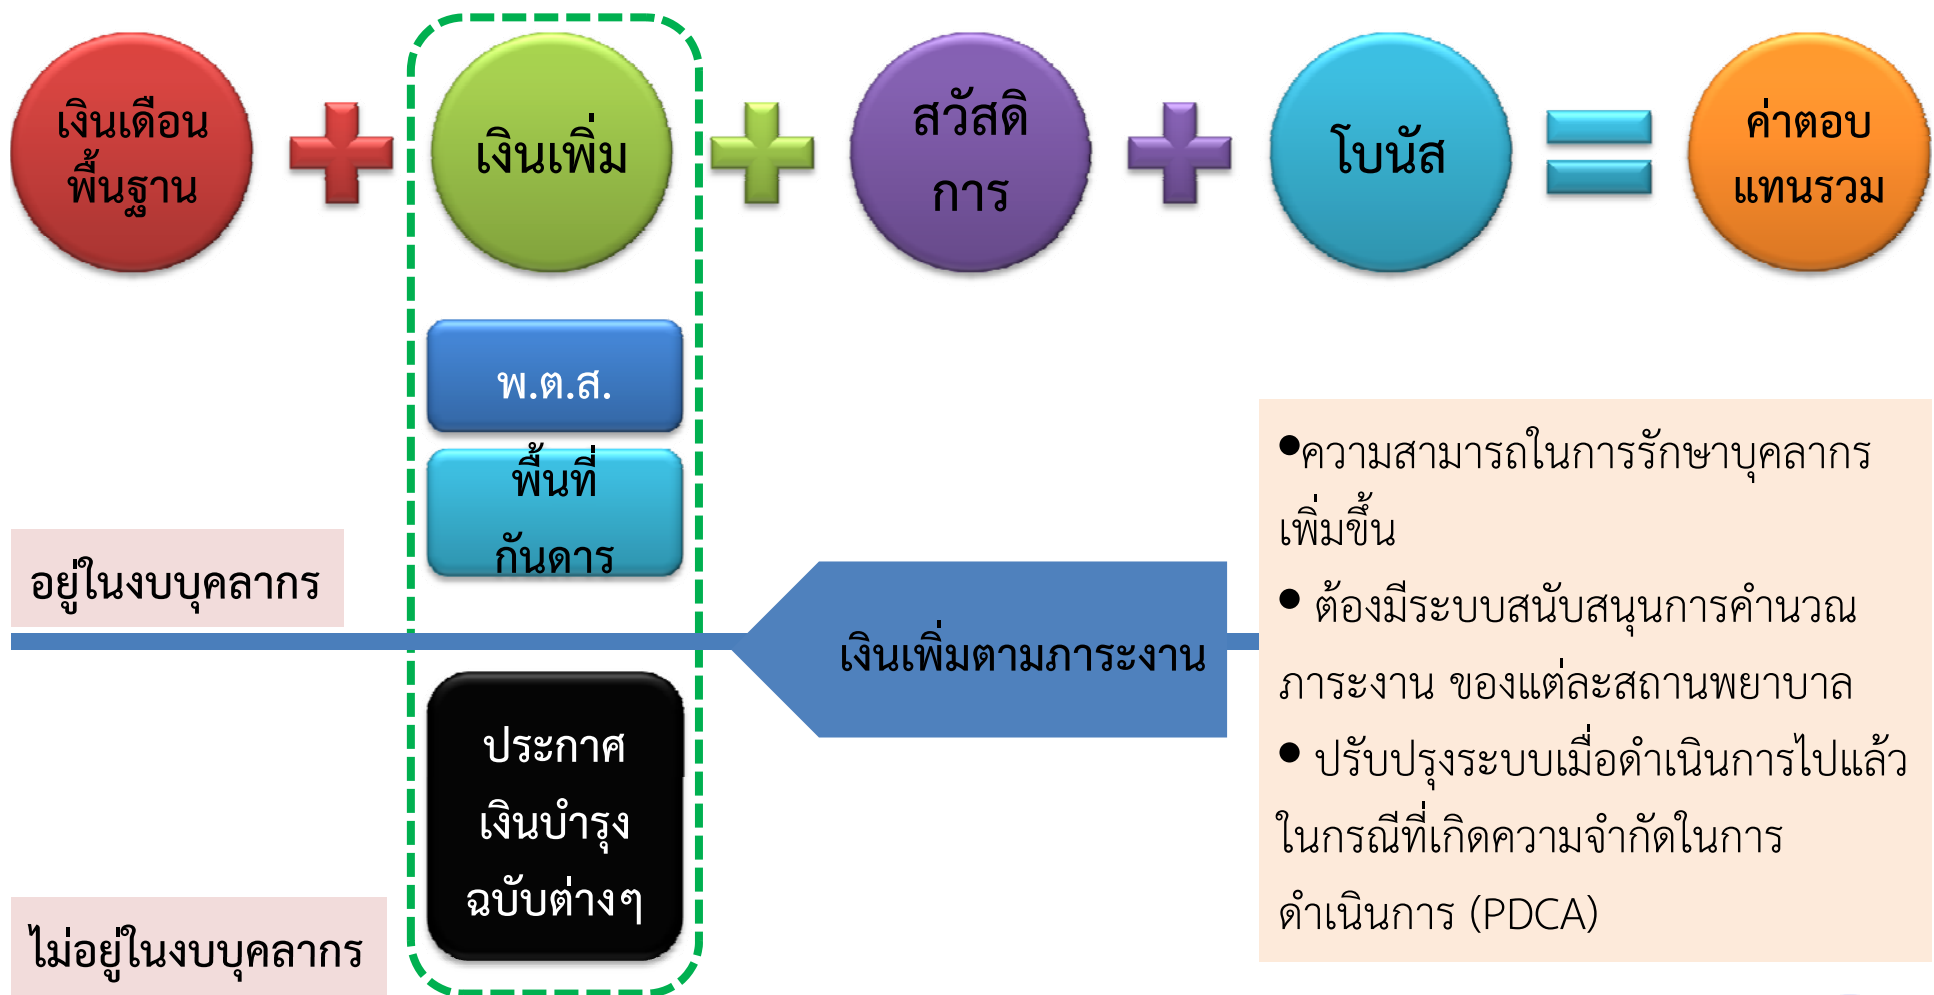 เงินเดือน
พื้นฐาน
เงินเพิ่ม
สวัสดิ
การ
โบนัส
ค่าตอบ
แทนรวม
พ.ต.ส.
พื้นที่
กันดาร
อยู่ในงบบุคลากร
เงินเพิ่มตามภาระงาน
ประกาศ
เงินบำรุง
ฉบับต่างๆ
ไม่อยู่ในงบบุคลากร
•ความสามารถในการรักษาบุคลากร
เพิ่มขึ้น
• ต้องมีระบบสนับสนุนการคำนวณ
ภาระงาน ของแต่ละสถานพยาบาล
• ปรับปรุงระบบเมื่อดำเนินการไปแล้ว
ในกรณีที่เกิดความจำกัดในการ
ดำเนินการ (PDCA)